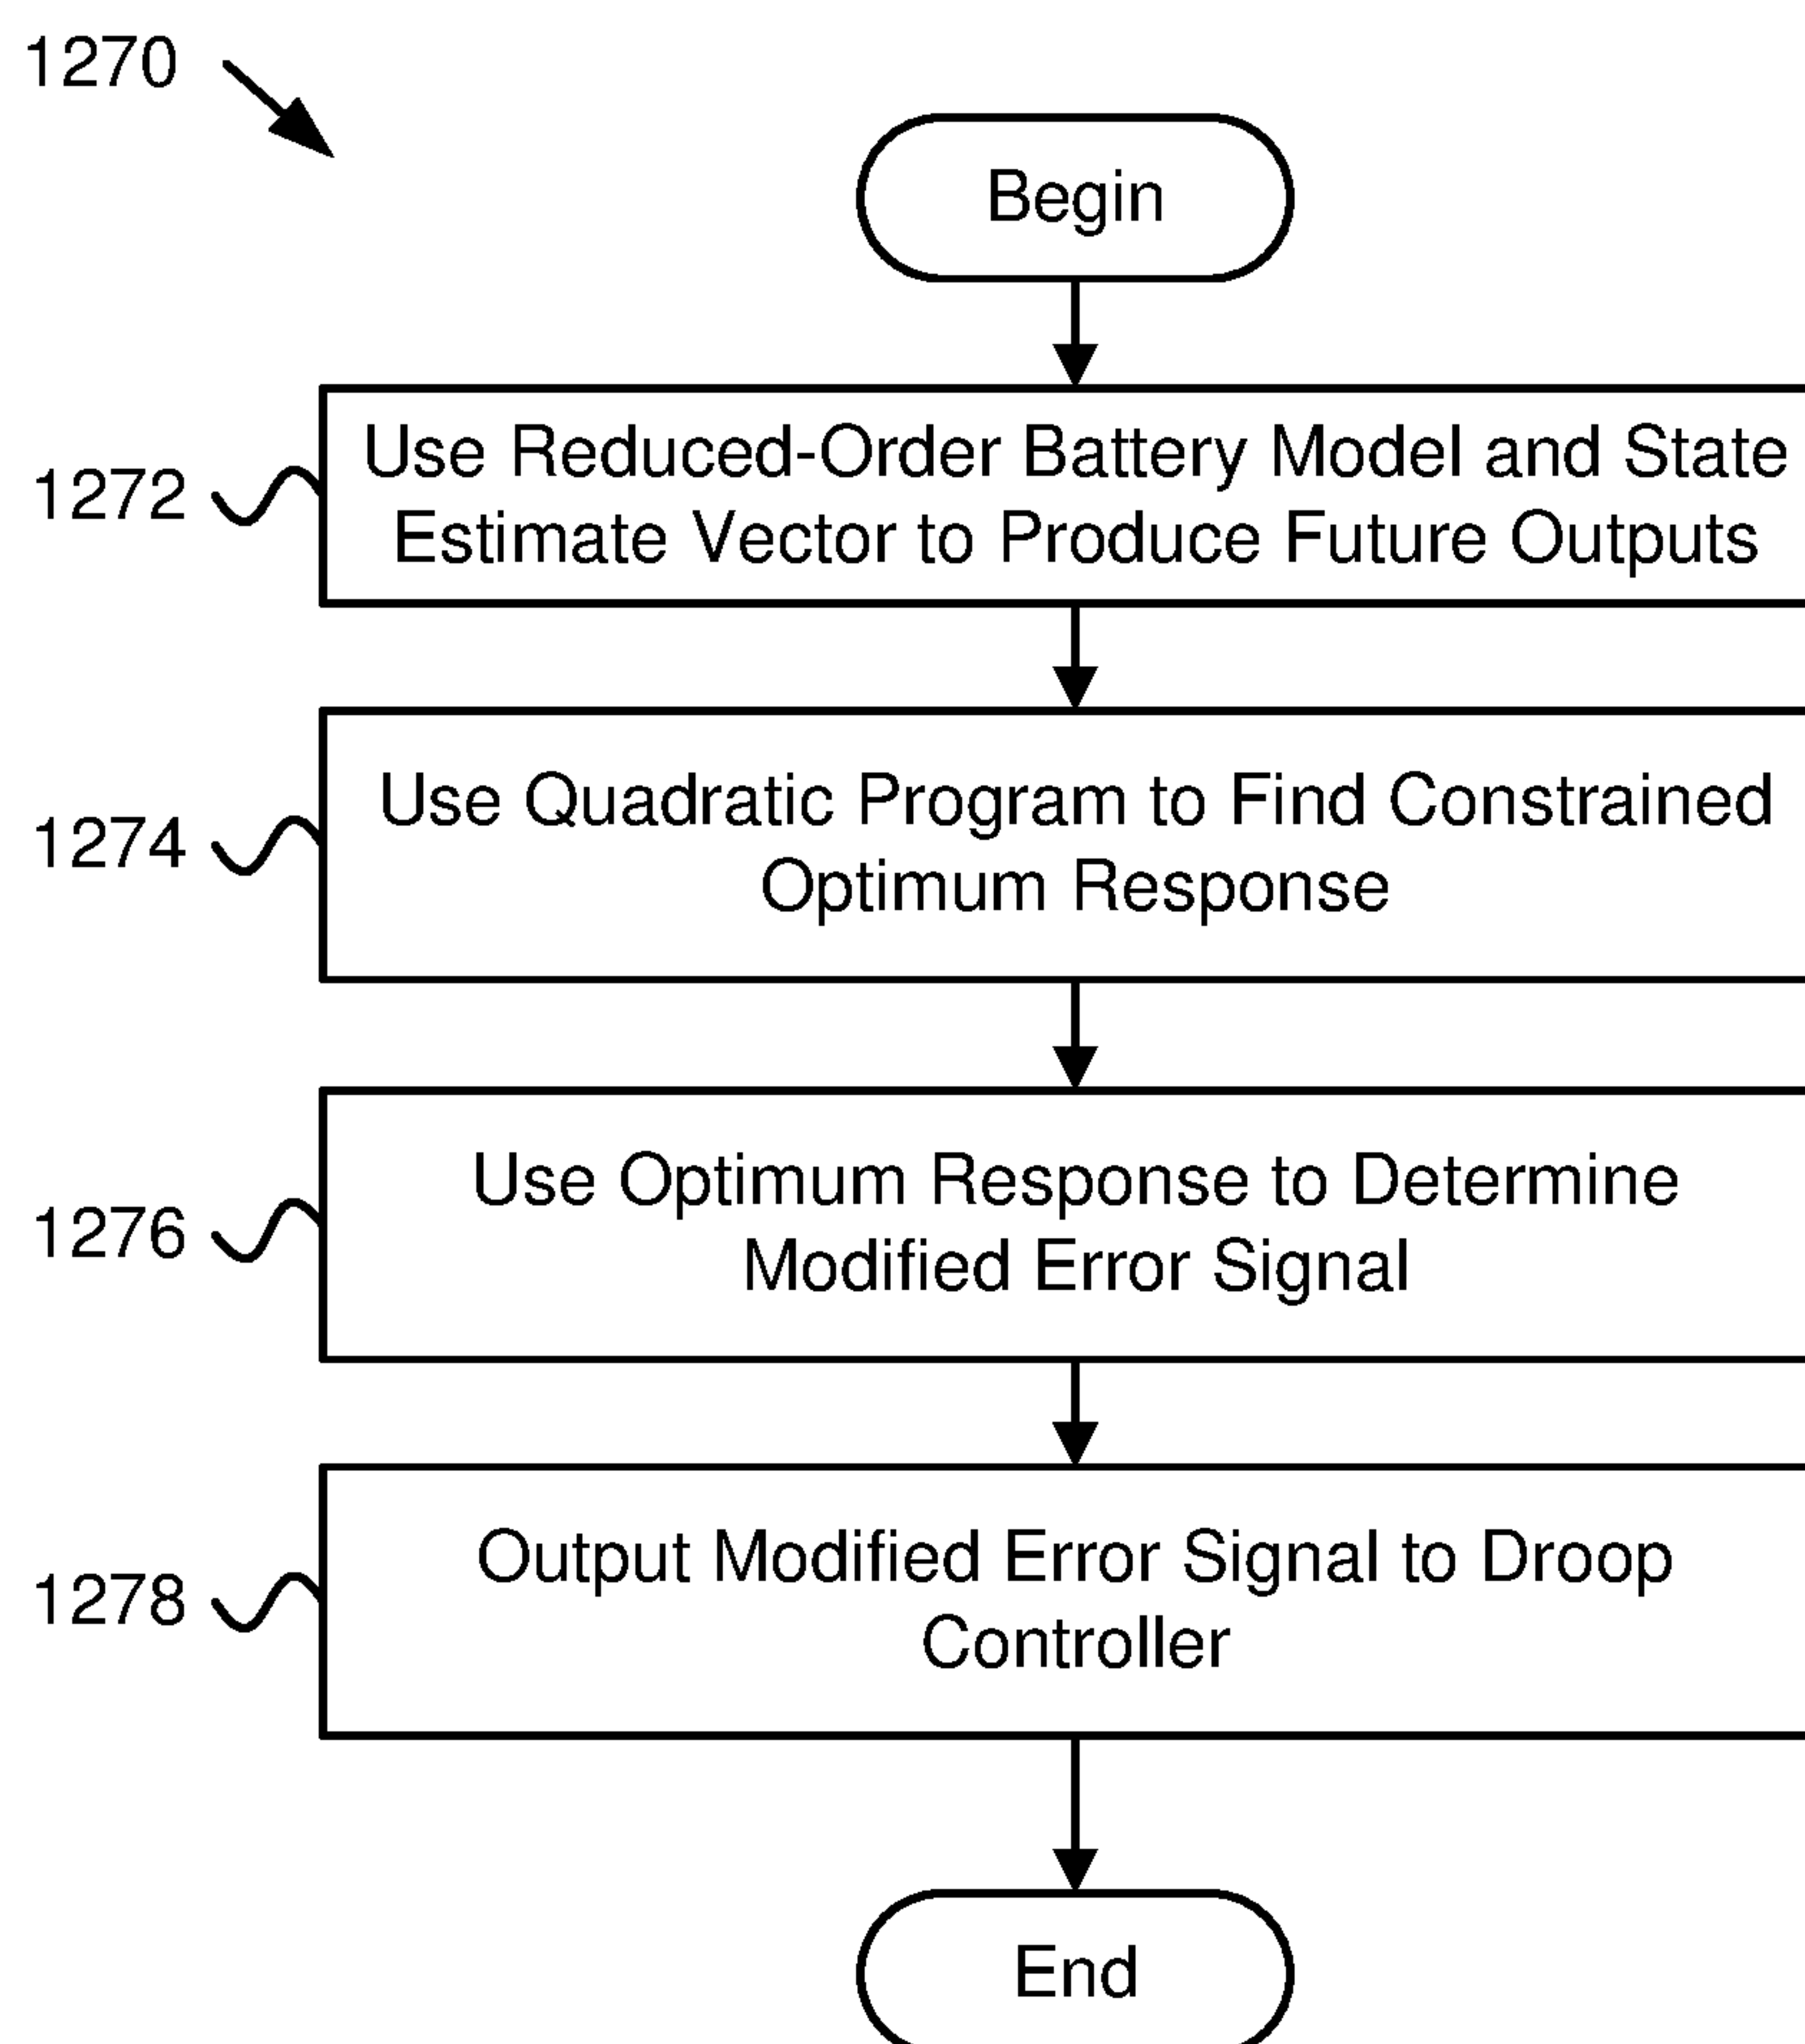 1270
Begin
1272
Use Reduced-Order Battery Model and State
Estimate Vector to Produce Future Outputs
1274
Use Quadratic Program to Find Constrained
Optimum Response
1276
Use Optimum Response to Determine
Modified Error Signal
1278
Output Modified Error Signal to Droop
Controller
End